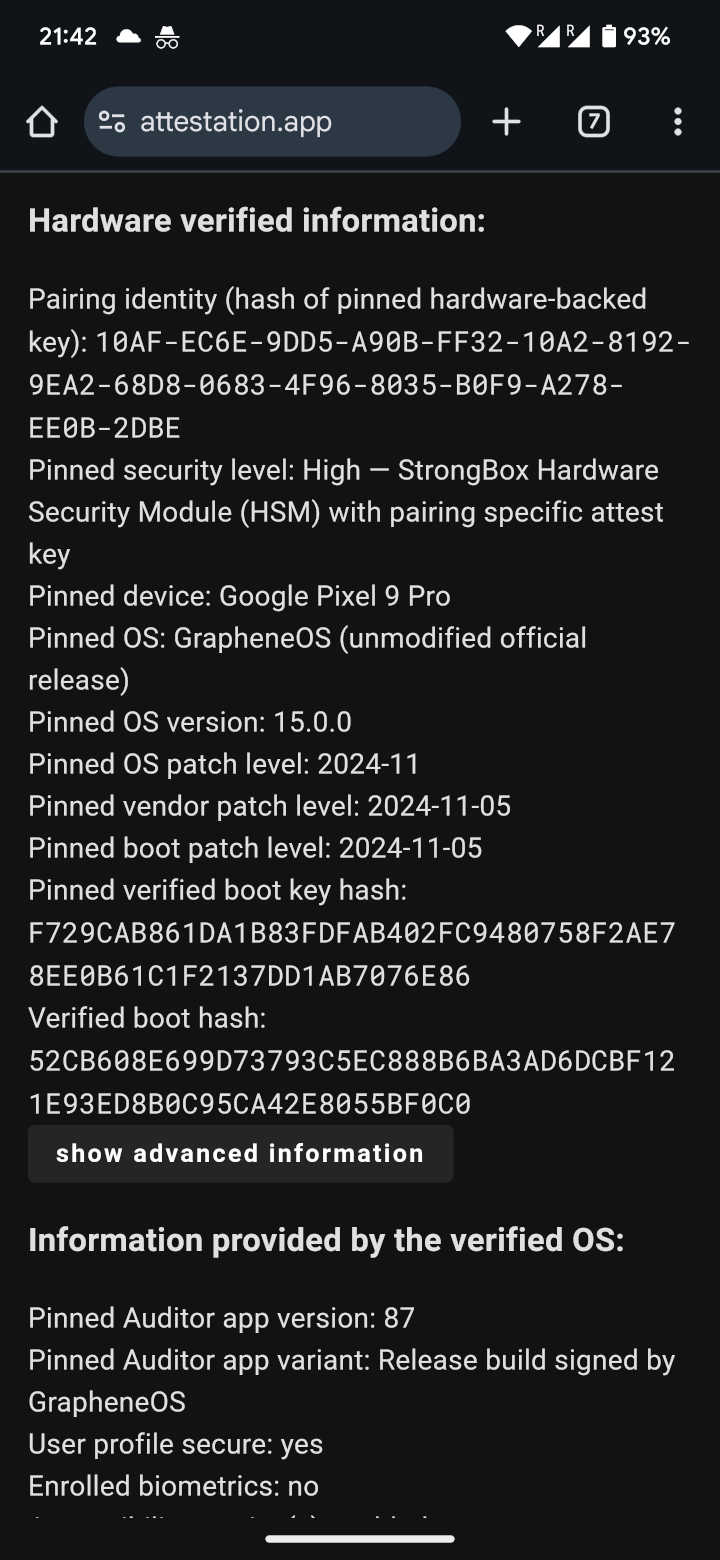 21:42
R R 93%
attestation.app
7
Hardware verified information:
Pairing identity (hash of pinned hardware-backed
key): 10AF-EC6E-9DD5-A90B-FF32-10A2-8192-
9EA2-68D8-0683-4F96-8035-B0F9-A278-
EE0B-2DBE
Pinned security level: High — StrongBox Hardware
Security Module (HSM) with pairing specific attest
key
Pinned device: Google Pixel 9 Pro
Pinned OS: GrapheneOS (unmodified official
release)
Pinned OS version: 15.0.0
Pinned OS patch level: 2024-11
Pinned vendor patch level: 2024-11-05
Pinned boot patch level: 2024-11-05
Pinned verified boot key hash:
F729CAB861DA1B83FDFAB402FC9480758F2AE7
8EE0B61C1F2137DD1AB7076E86
Verified boot hash:
52CB608E699D73793C5EC888B6BA3AD6DCBF12
1E93ED8B0C95CA42E8055BF0C0
show advanced information
Information provided by the verified OS:
Pinned Auditor app version: 87
Pinned Auditor app variant: Release build signed by
GrapheneOS
User profile secure: yes
Enrolled biometrics: no